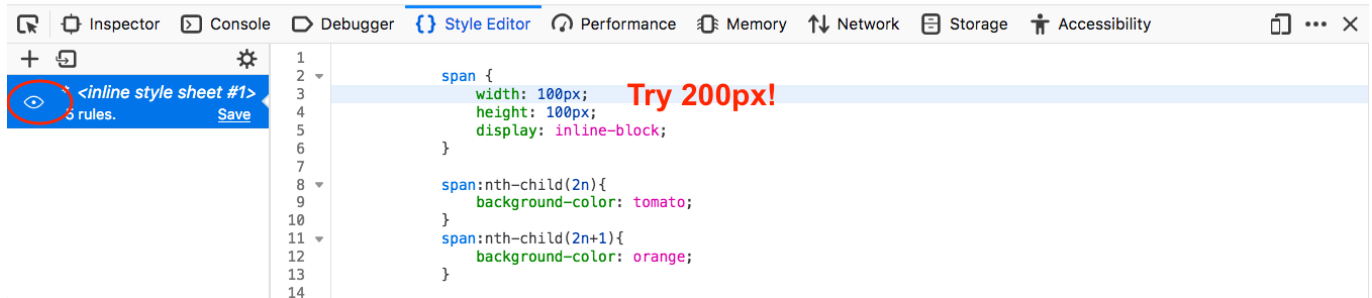 Inspector Console Debugger {} Style Editor Performance Memory Network Storage Accessibility
* <inline style sheet #1>
5 rules. Save
1
2 span {
3 width: 100px; Try 200px!
4 height: 100px;
5 display: inline-block;
6 }
7
8 span:nth-child(2n){
9 background-color: tomato;
10 }
11 span:nth-child(2n+1){
12 background-color: orange;
13 }
14